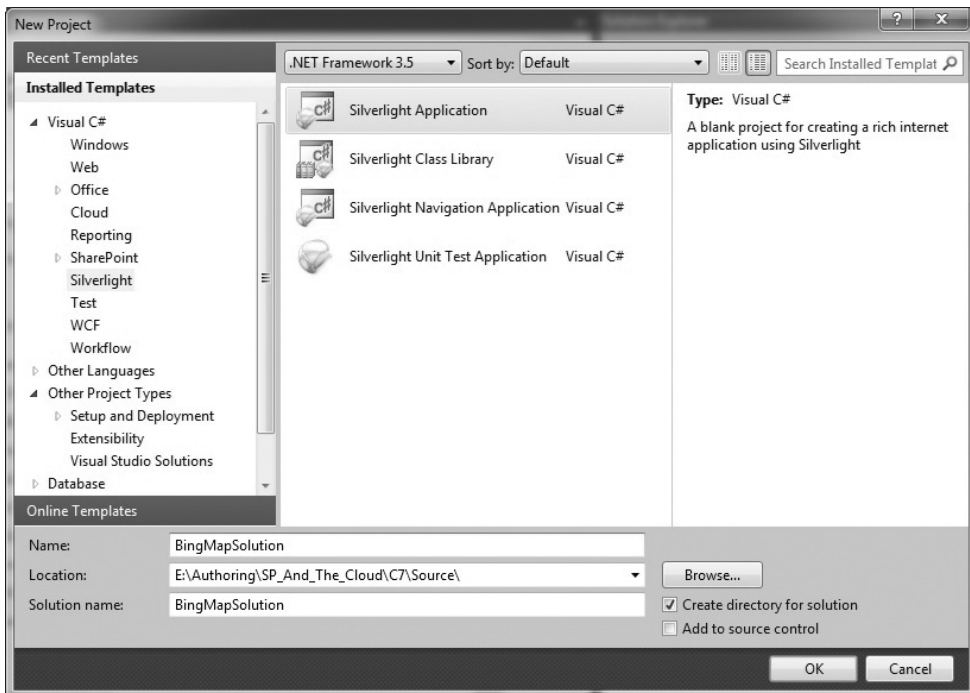 New Project
Recent Templates
Installed Templates
Visual C#
Windows
Web
Office
Cloud
Reporting
SharePoint
Silverlight
Test
WCF
Workflow
Other Languages
Other Project Types
Setup and Deployment
Extensibility
Visual Studio Solutions
Database
Online Templates
.NET Framework 3.5
Sort by: Default
Search Installed Templat
C# Silverlight Application Visual C#
C# Silverlight Class Library Visual C#
C# Silverlight Navigation Application Visual C#
Silverlight Unit Test Application Visual C#
Type: Visual C#
A blank project for creating a rich internet
application using Silverlight
Name: BingMapSolution
Location: E:\Authoring\SP_And_The_Cloud\C7\Source\ Browse...
Solution name: BingMapSolution
Create directory for solution
Add to source control
OK Cancel